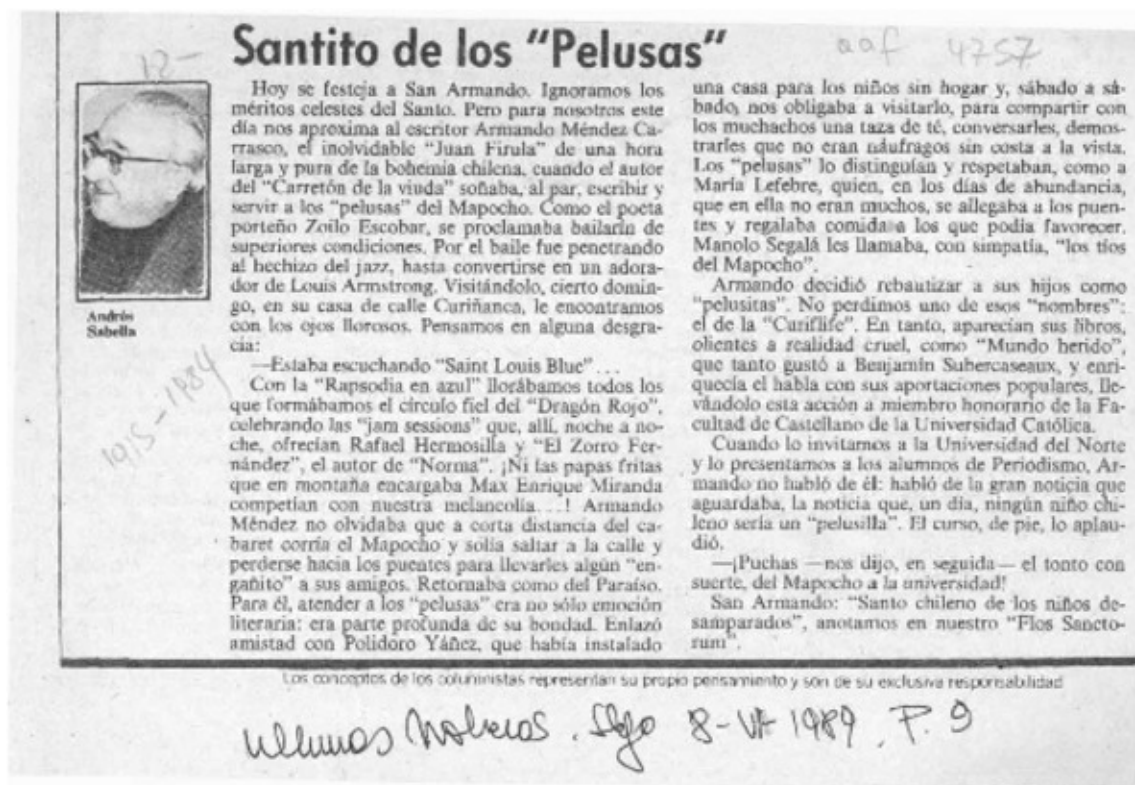 Santito de los "Pelusas"
aaf 4757
12-
Andrés
Sabella
1915-1984
Hoy se festeja a San Armando. Ignoramos los
méritos celestes del Santo. Pero para nosotros este
día nos aproxima al escritor Armando Méndez Ca-
rrasco, el inolvidable "Juan Firula" de una hora
larga y pura de la bohemia chilena, cuando el autor
del "Carretón de la viuda" soñaba, al par, escribir y
servir a los "pelusas" del Mapocho. Como el poeta
porteño Zoilo Escobar, se proclamaba bailarín de
superiores condiciones. Por el baile fue penetrando
al hechizo del jazz, hasta convertirse en un adora-
dor de Louis Armstrong. Visitándolo, cierto domin-
go, en su casa de calle Curiñanca, le encontramos
con los ojos llorosos. Pensamos en alguna desgra-
cia:
—Estaba escuchando "Saint Louis Blue"...
Con la "Rapsodia en azul" llorábamos todos los
que formábamos el círculo fiel del "Dragón Rojo",
celebrando las "jam sessions" que, allí, noche a no-
che, ofrecían Rafael Hermosilla y "El Zorro Fer-
nández", el autor de "Norma". ¡Ni las papas fritas
que en montaña encargaba Max Enrique Miranda
competían con nuestra melancolía...! Armando
Méndez no olvidaba que a corta distancia del ca-
baret corría el Mapocho y solía saltar a la calle y
perderse hacia los puentes para llevarles algún "en-
gañito" a sus amigos. Retornaba como del Paraíso.
Para él, atender a los "pelusas" era no sólo emoción
literaria: era parte profunda de su bondad. Enlazó
amistad con Polidoro Yáñez, que había instalado
una casa para los niños sin hogar y, sábado a sá-
bado, nos obligaba a visitarlo, para compartir con
los muchachos una taza de té, conversarles, demos-
trarles que no eran náufragos sin costa a la vista.
Los "pelusas" lo distinguían y respetaban, como a
María Lefebre, quien, en los días de abundancia,
que en ella no eran muchos, se allegaba a los puen-
tes y regalaba comida a los que podía favorecer.
Manolo Segalá les llamaba, con simpatía, "los tíos
del Mapocho".
Armando decidió rebautizar a sus hijos como
"pelusitas". No perdimos uno de esos "nombres":
el de la "Curiflife". En tanto, aparecían sus libros,
olientes a realidad cruel, como "Mundo herido",
que tanto gustó a Benjamín Subercaseaux, y enri-
quecía el habla con sus aportaciones populares, lle-
vándolo esta acción a miembro honorario de la Fa-
cultad de Castellano de la Universidad Católica.
Cuando lo invitamos a la Universidad del Norte
y lo presentamos a los alumnos de Periodismo, Ar-
mando no habló de él: habló de la gran noticia que
aguardaba, la noticia que, un día, ningún niño chi-
leno sería un "pelusilla". El curso, de pie, lo aplau-
dió.
—¡Puchas —nos dijo, en seguida— el tonto con
suerte, del Mapocho a la universidad!
San Armando: "Santo chileno de los niños de-
samparados", anotamos en nuestro "Flos Sancto-
rum".
Los conceptos de los columnistas representan su propio pensamiento y son de su exclusiva responsabilidad
Ultimas Noticias. Stgo 8-VI-1989. P. 9